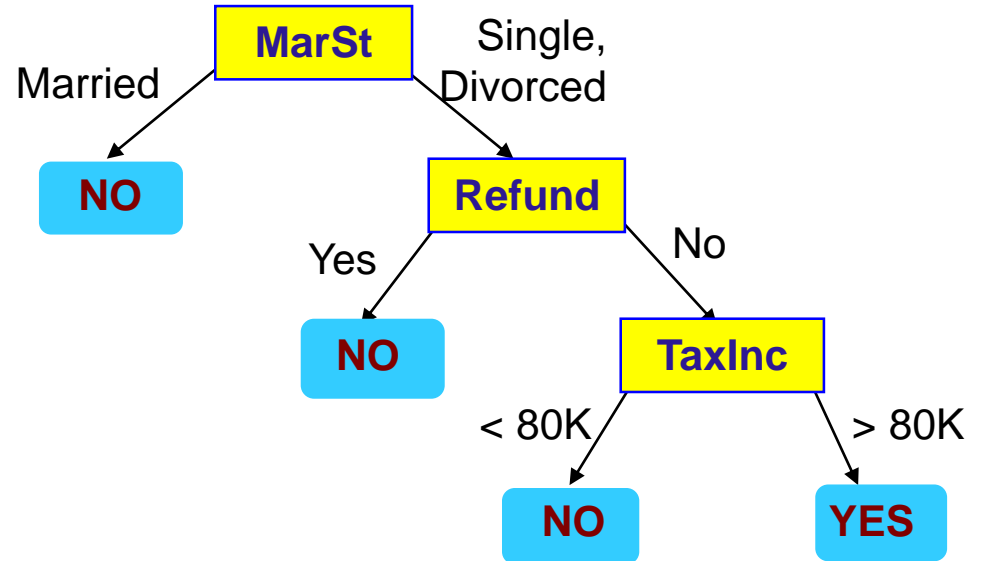 MarSt
Single,
Divorced
Married
NO
Refund
Yes
No
NO
TaxInc
< 80K
> 80K
NO
YES